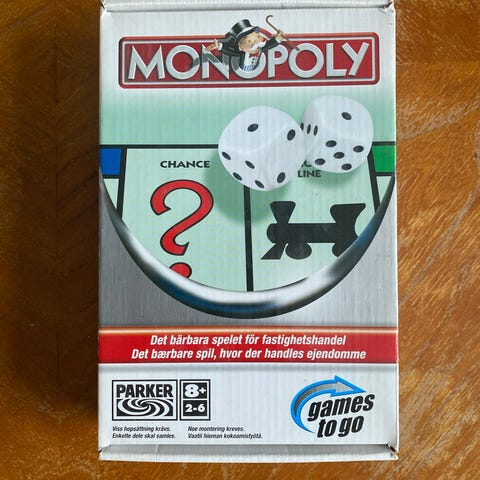 MONOPOLY
CHANCE
LINE
Det bärbara spelet för fastighetshandel
Det bærbare spil, hvor der handles ejendomme
PARKER
8+
2-6
games
to go
Viss hopsättning krävs.
Enkelte dele skal samles.
Noe montering kreves.
Vaatii hieman kokoamistyötä.